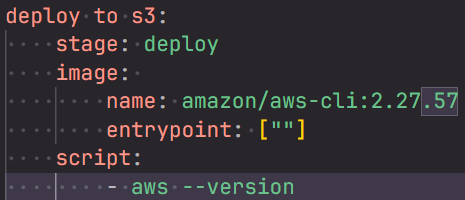 deploy to s3:
    stage: deploy
    image:
        name: amazon/aws-cli:2.27.57
        entrypoint: [""]
    script:
        - aws --version